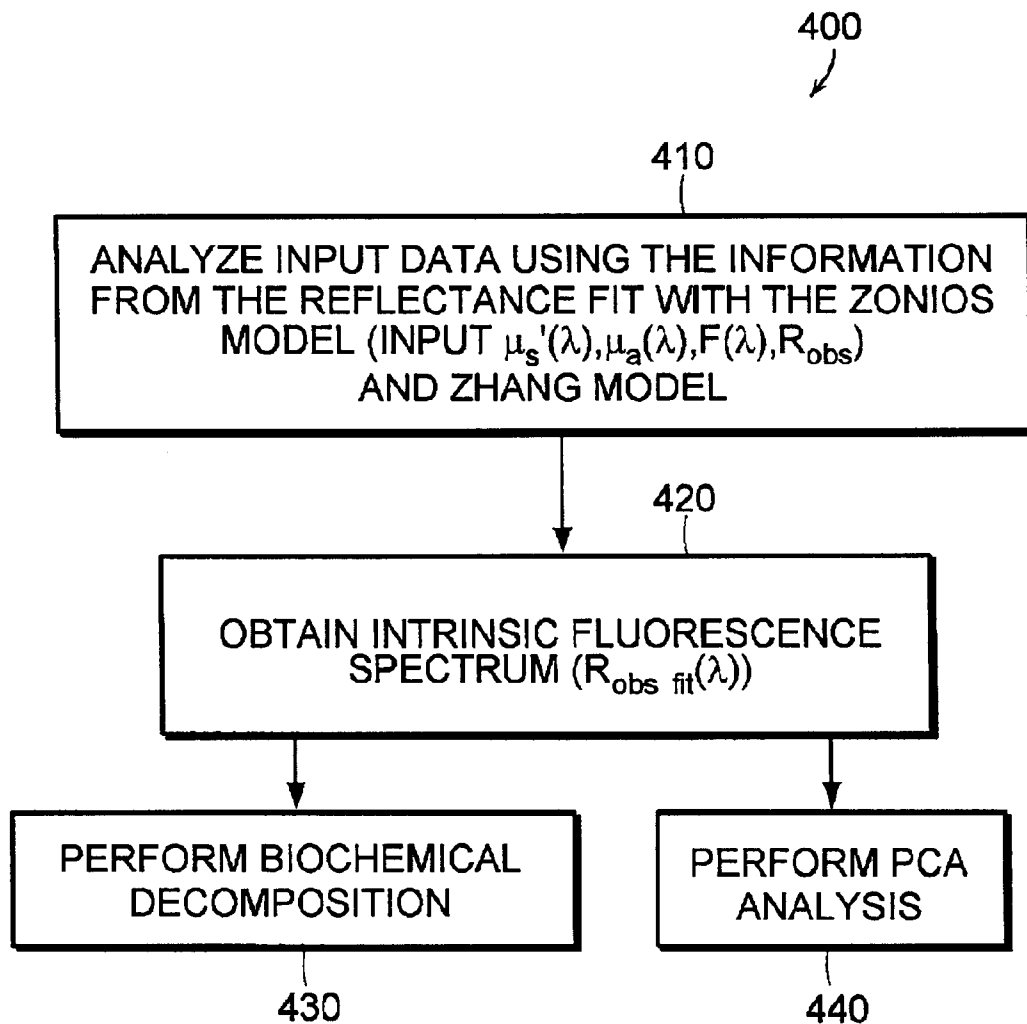 400
410
ANALYZE INPUT DATA USING THE INFORMATION
FROM THE REFLECTANCE FIT WITH THE ZONIOS
MODEL (INPUT μs'(λ),μa(λ),F(λ),Robs)
AND ZHANG MODEL
420
OBTAIN INTRINSIC FLUORESCENCE
SPECTRUM (Robs fit(λ))
PERFORM BIOCHEMICAL
DECOMPOSITION
430
PERFORM PCA
ANALYSIS
440